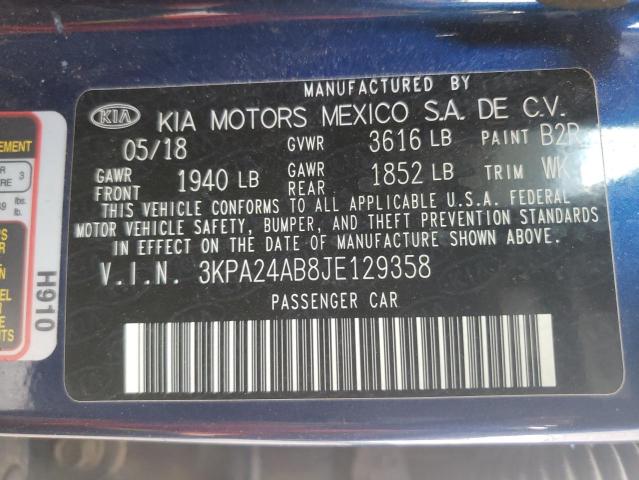 MANUFACTURED BY
KIA KIA MOTORS MEXICO S.A. DE C.V.
05/18 GVWR 3616 LB PAINT B2R
GAWR FRONT 1940 LB GAWR REAR 1852 LB TRIM WK
THIS VEHICLE CONFORMS TO ALL APPLICABLE U.S.A. FEDERAL
MOTOR VEHICLE SAFETY, BUMPER, AND THEFT PREVENTION STANDARDS
IN EFFECT ON THE DATE OF MANUFACTURE SHOWN ABOVE.
V.I.N. 3KPA24AB8JE129358
PASSENGER CAR
H910
3
lbs.